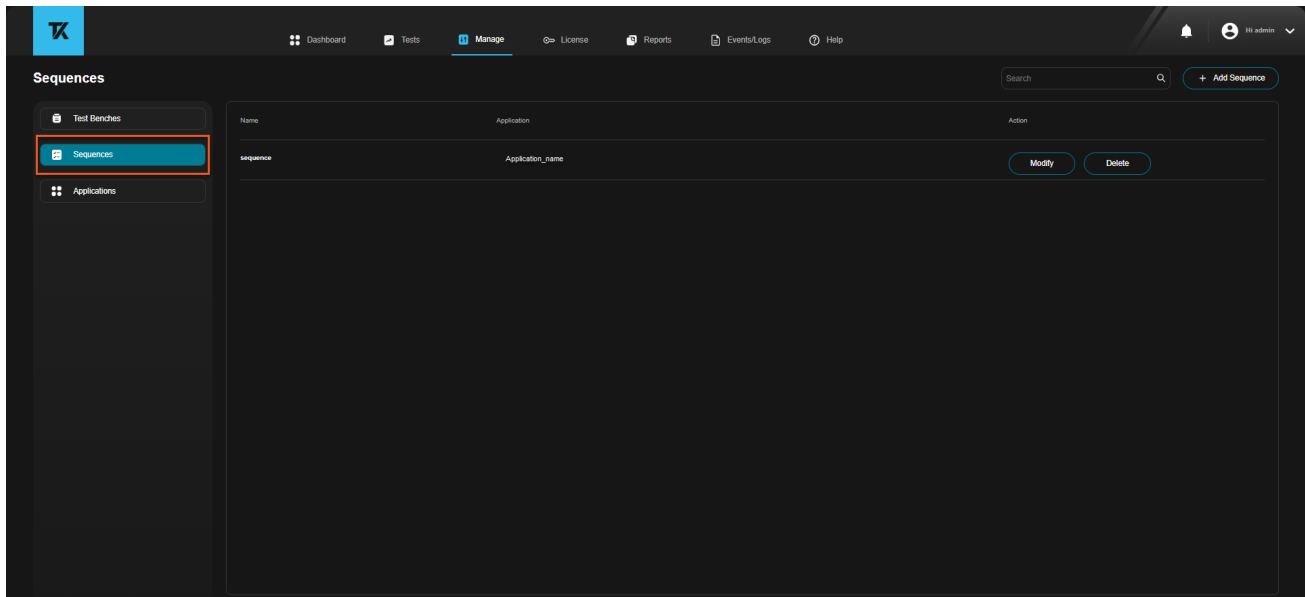 TK
Dashboard Tests Manage License Reports Events/Logs Help Hi admin
Sequences
Search + Add Sequence
Test Benches
Sequences
Applications
Name Application Action
sequence Application_name Modify Delete